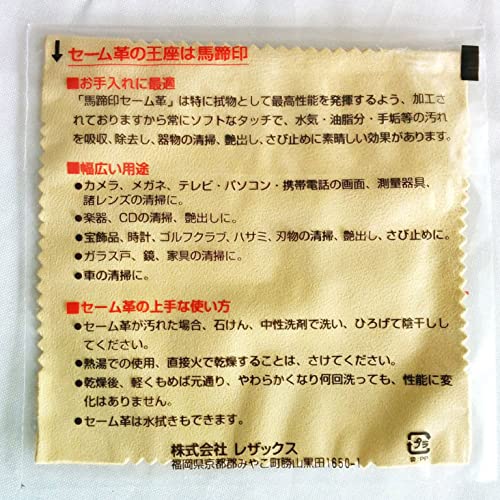 ↓セーム革の王座は馬蹄印
■お手入れに最適
「馬蹄印セーム革」は特に拭物として最高性能を発揮するよう、加工さ
れておりますから常にソフトなタッチで、水気・油脂分・手垢等の汚れ
を吸収、除去し、器物の清掃、艶出し、さび止めに素晴しい効果があります。
■幅広い用途
●カメラ、メガネ、テレビ・パソコン・携帯電話の画面、測量器具、
諸レンズの清掃に。
●楽器、CDの清掃、艶出しに。
●宝飾品、時計、ゴルフクラブ、ハサミ、刃物の清掃、艶出し、さび止めに。
●ガラス戸、鏡、家具の清掃に。
●車の清掃に。
■セーム革の上手な使い方
●セーム革が汚れた場合、石けん、中性洗剤で洗い、ひろげて陰干し
してください。
●熱湯での使用、直接火で乾燥することは、さけてください。
●乾燥後、軽くもめば元通り、やわらかくなり何回洗っても、性能に変
化はありません。
●セーム革は水拭きもできます。
株式会社 レザックス
福岡県京都郡みやこ町勝山黒田1650-1
プラ
袋:PP